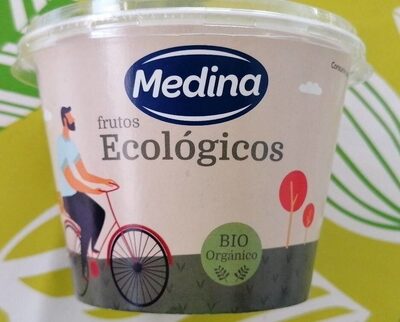 Medina
frutos
Ecológicos
BIO
Orgánico